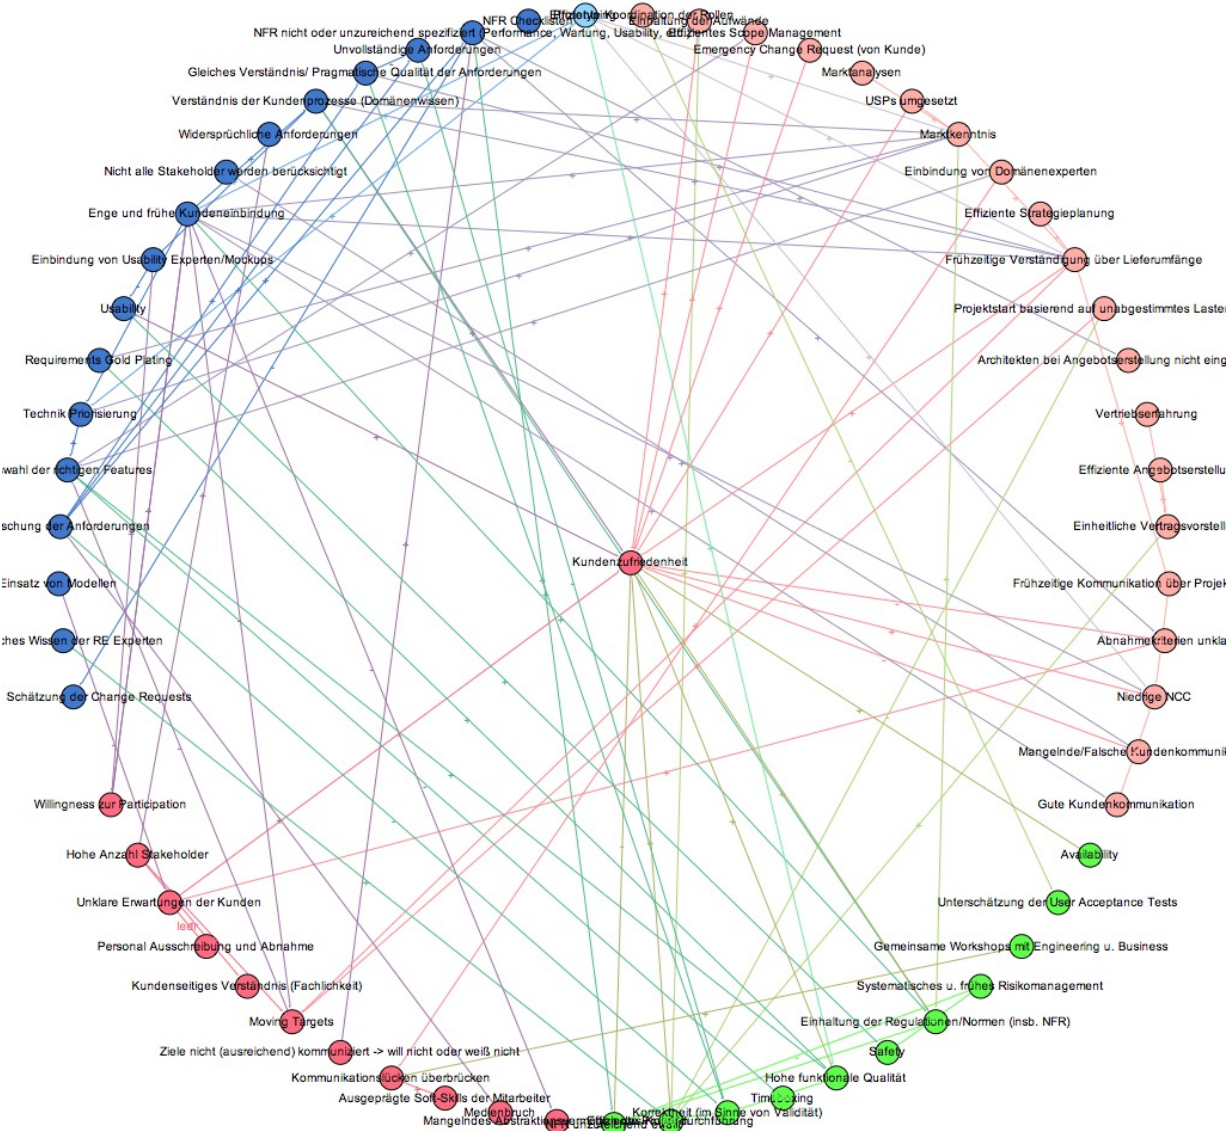 NFR Checklisten
Einhaltung der Aufwände
NFR nicht oder unzureichend spezifiziert (Performance, Wartung, Usability, etc.)
Effizientes Scope Management
Unvollständige Anforderungen
Emergency Change Request (von Kunde)
Gleiches Verständnis/ Pragmatische Qualität der Anforderungen
Marktanalysen
Verständnis der Kundenprozesse (Domänenwissen)
USPs umgesetzt
Widersprüchliche Anforderungen
Marktkenntnis
Nicht alle Stakeholder werden berücksichtigt
Einbindung von Domänenexperten
Enge und frühe Kundeneinbindung
Effiziente Strategieplanung
Einbindung von Usability Experten/Mockups
Frühzeitige Verständigung über Lieferumfänge
Usability
Projektstart basierend auf unabgestimmtes Laster
Requirements Gold Plating
Architekten bei Angebotserstellung nicht eing
Technik Priorisierung
Vertriebserfahrung
wahl der richtigen Features
Effiziente Angebotserstellu
schung der Anforderungen
Einheitliche Vertragsvorstell
Kundenzufriedenheit
Einsatz von Modellen
Frühzeitige Kommunikation über Projek
ches Wissen der RE Experten
Abnahmekriterien unkla
Schätzung der Change Requests
Niedrige NCC
Mangelnde/Falsche Kundenkommunik
Willingness zur Participation
Gute Kundenkommunikation
Hohe Anzahl Stakeholder
Availability
Unklare Erwartungen der Kunden
Unterschätzung der User Acceptance Tests
leer
Personal Ausschreibung und Abnahme
Gemeinsame Workshops mit Engineering u. Business
Kundenseitiges Verständnis (Fachlichkeit)
Systematisches u. frühes Risikomanagement
Moving Targets
Einhaltung der Regulationen/Normen (insb. NFR)
Ziele nicht (ausreichend) kommuniziert -> will nicht oder weiß nicht
Safety
Kommunikationslücken überbrücken
Hohe funktionale Qualität
Ausgeprägte Soft-Skills der Mitarbeiter
Timeboxing
Medienbruch
Korrektheit (im Sinne von Validität)